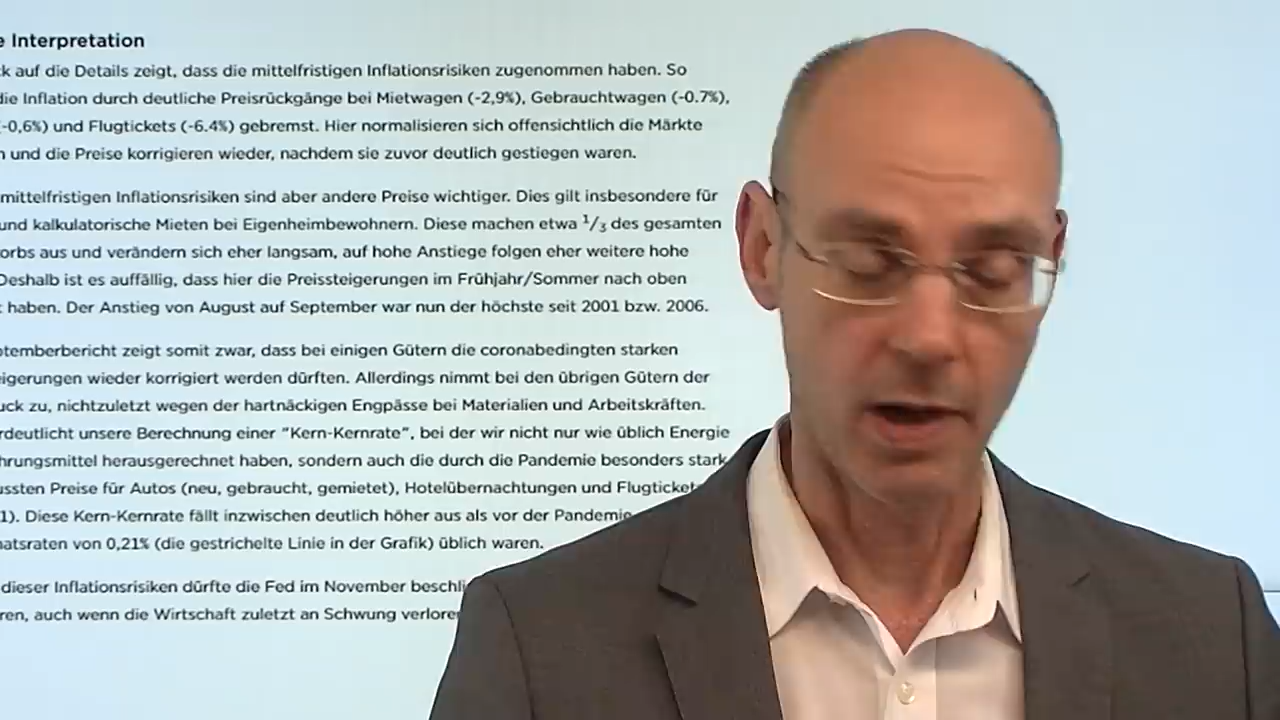 e Interpretation
k auf die Details zeigt, dass die mittelfristigen Inflationsrisiken zugenommen haben. So
die Inflation durch deutliche Preisrückgänge bei Mietwagen (-2,9%), Gebrauchtwagen (-0.7%),
-0,6%) und Flugtickets (-6.4%) gebremst. Hier normalisieren sich offensichtlich die Märkte
n und die Preise korrigieren wieder, nachdem sie zuvor deutlich gestiegen waren.
mittelfristigen Inflationsrisiken sind aber andere Preise wichtiger. Dies gilt insbesondere für
und kalkulatorische Mieten bei Eigenheimbewohnern. Diese machen etwa 1/3 des gesamten
orbs aus und verändern sich eher langsam, auf hohe Anstiege folgen eher weitere hohe
Deshalb ist es auffällig, dass hier die Preissteigerungen im Frühjahr/Sommer nach oben
t haben. Der Anstieg von August auf September war nun der höchste seit 2001 bzw. 2006.
ptemberbericht zeigt somit zwar, dass bei einigen Gütern die coronabedingten starken
eigerungen wieder korrigiert werden dürften. Allerdings nimmt bei den übrigen Gütern der
uck zu, nichtzuletzt wegen der hartnäckigen Engpässe bei Materialien und Arbeitskräften.
rdeutlicht unsere Berechnung einer "Kern-Kernrate", bei der wir nicht nur wie üblich Energie
hrungsmittel herausgerechnet haben, sondern auch die durch die Pandemie besonders stark
ussten Preise für Autos (neu, gebraucht, gemietet), Hotelübernachtungen und Flugticket
1). Diese Kern-Kernrate fällt inzwischen deutlich höher aus als vor der Pandemie
natsraten von 0,21% (die gestrichelte Linie in der Grafik) üblich waren.
dieser Inflationsrisiken dürfte die Fed im November beschli
ren, auch wenn die Wirtschaft zuletzt an Schwung verlore